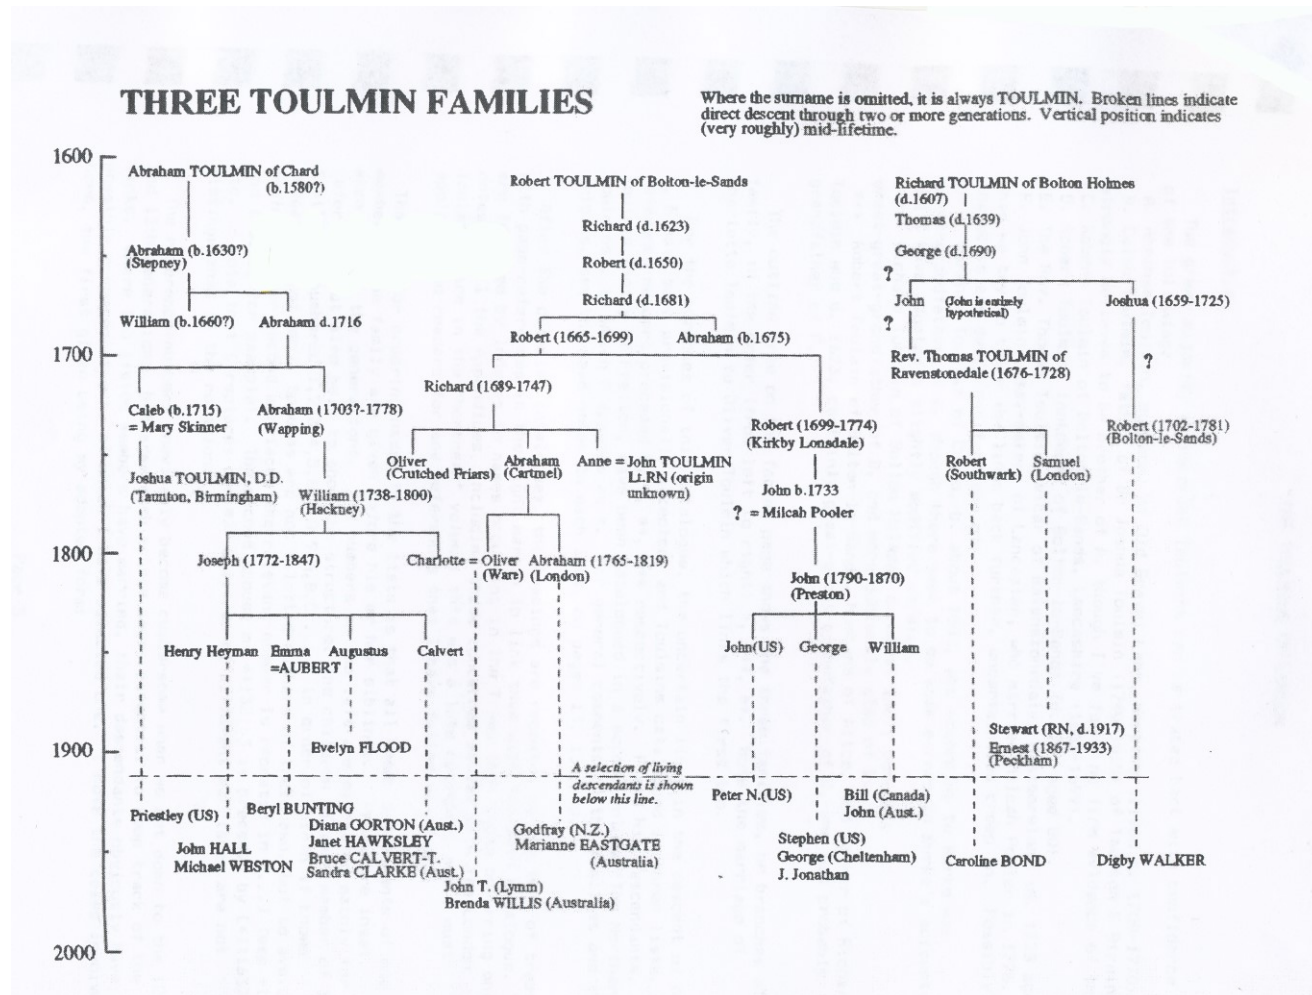 THREE TOULMIN FAMILIES
Where the surname is omitted, it is always TOULMIN. Broken lines indicate
direct descent through two or more generations. Vertical position indicates
(very roughly) mid-lifetime.
1600
Abraham TOULMIN of Chard
(b.1580?)
Robert TOULMIN of Bolton-le-Sands
Richard TOULMIN of Bolton Holmes
(d.1607)
Richard (d.1623)
Thomas (d.1639)
Abraham (b.1630?)
(Stepney)
Robert (d.1650)
George (d.1690)
?
Richard (d.1681)
John
(John is entirely
hypothetical)
Joshua (1659-1725)
William (b.1660?)
Abraham d.1716
?
Robert (1665-1699)
Abraham (b.1675)
1700
Rev. Thomas TOULMIN of
Ravenstonedale (1676-1728)
?
Richard (1689-1747)
Caleb (b.1715)
= Mary Skinner
Abraham (1703?-1778)
(Wapping)
Robert (1699-1774)
(Kirkby Lonsdale)
Robert (1702-1781)
(Bolton-le-Sands)
Oliver
(Crutched Friars)
Abraham
(Cartmel)
Anne = John TOULMIN
Lt.RN (origin
unknown)
Robert
(Southwark)
Samuel
(London)
Joshua TOULMIN, D.D.
(Taunton, Birmingham)
William (1738-1800)
(Hackney)
John b.1733
? = Milcah Pooler
1800
Joseph (1772-1847)
Charlotte = Oliver
(Ware)
Abraham (1765-1819)
(London)
John (1790-1870)
(Preston)
Henry Heyman
Emma
=AUBERT
Augustus
Calvert
John(US)
George
William
1900
Evelyn FLOOD
Stewart (RN, d.1917)
Ernest (1867-1933)
(Peckham)
A selection of living
descendants is shown
below this line.
Priestley (US)
Beryl BUNTING
Peter N.(US)
Bill (Canada)
John (Aust.)
John HALL
Michael WESTON
Diana GORTON (Aust.)
Janet HAWKSLEY
Bruce CALVERT-T.
Sandra CLARKE (Aust.)
Godfray (N.Z.)
Marianne EASTGATE
(Australia)
Stephen (US)
George (Cheltenham)
J. Jonathan
Caroline BOND
Digby WALKER
John T. (Lymm)
Brenda WILLIS (Australia)
2000